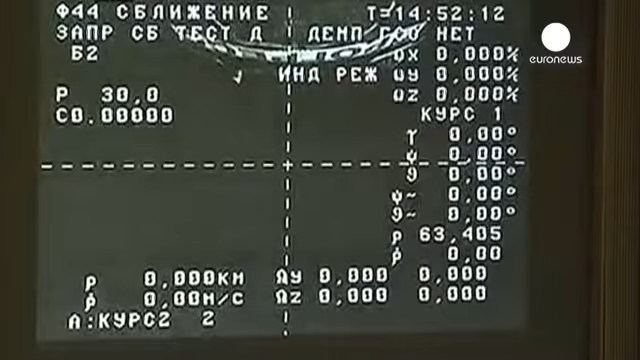 Ф44 СБЛИЖЕНИЕ T=14:52:12
ЗАПР СБ ТЕСТ Д ДЕМП ГСО НЕТ
Б2 ΩX 0,000%
ИНД РЕЖ ΩY 0,000%
P 30,0 ΩZ 0,000%
C0.00000 КУРС 1
γ 0,00°
ψ 0,00°
ϑ 0,00°
ψ~ 0,00°
ϑ~ 0,00°
ρ 63,405
ρ̇ 0,00
ρ 0,000КМ ΩY 0,000 0,000
ρ̇ 0,00М/С ΩZ 0,000 0,000
А:КУРС2 2
euronews